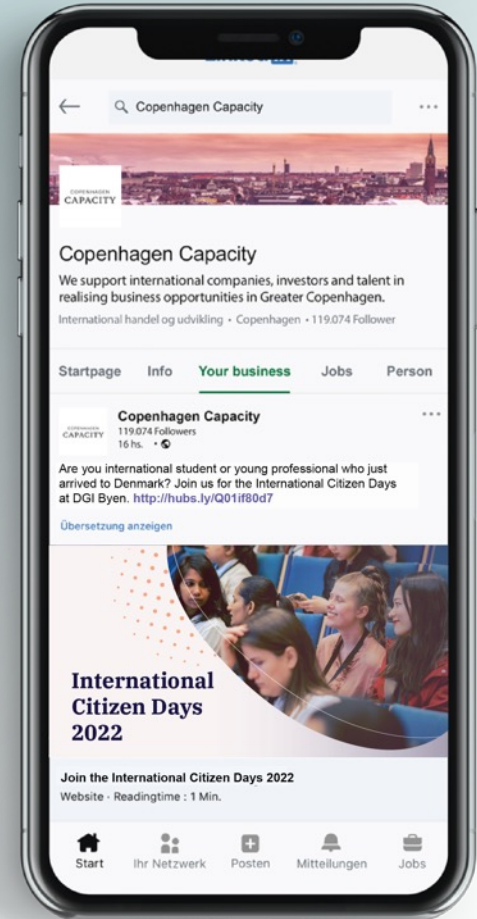 Copenhagen Capacity
COPENHAGEN
CAPACITY
Copenhagen Capacity
We support international companies, investors and talent in
realising business opportunities in Greater Copenhagen.
International handel og udvikling • Copenhagen • 119.074 Follower
Startpage Info Your business Jobs Person
COPENHAGEN
CAPACITY
Copenhagen Capacity
119.074 Followers
16 hs. •
Are you international student or young professional who just
arrived to Denmark? Join us for the International Citizen Days
at DGI Byen. http://hubs.ly/Q01if80d7
Übersetzung anzeigen
International
Citizen Days
2022
Join the International Citizen Days 2022
Website · Readingtime : 1 Min.
Start Ihr Netzwerk Posten Mitteilungen Jobs